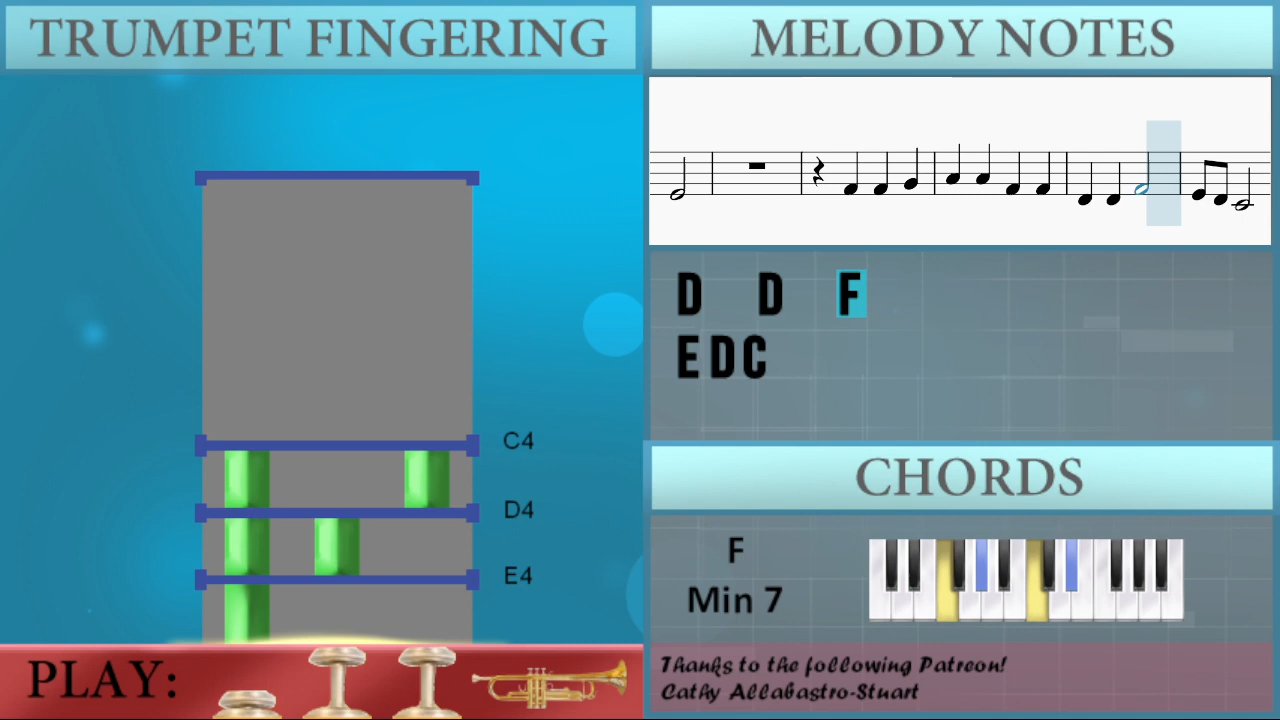 TRUMPET FINGERING
C4
D4
E4
PLAY:
MELODY NOTES
D D F
E D C
CHORDS
F
Min 7
Thanks to the following Patreon!
Cathy Allabastro-Stuart